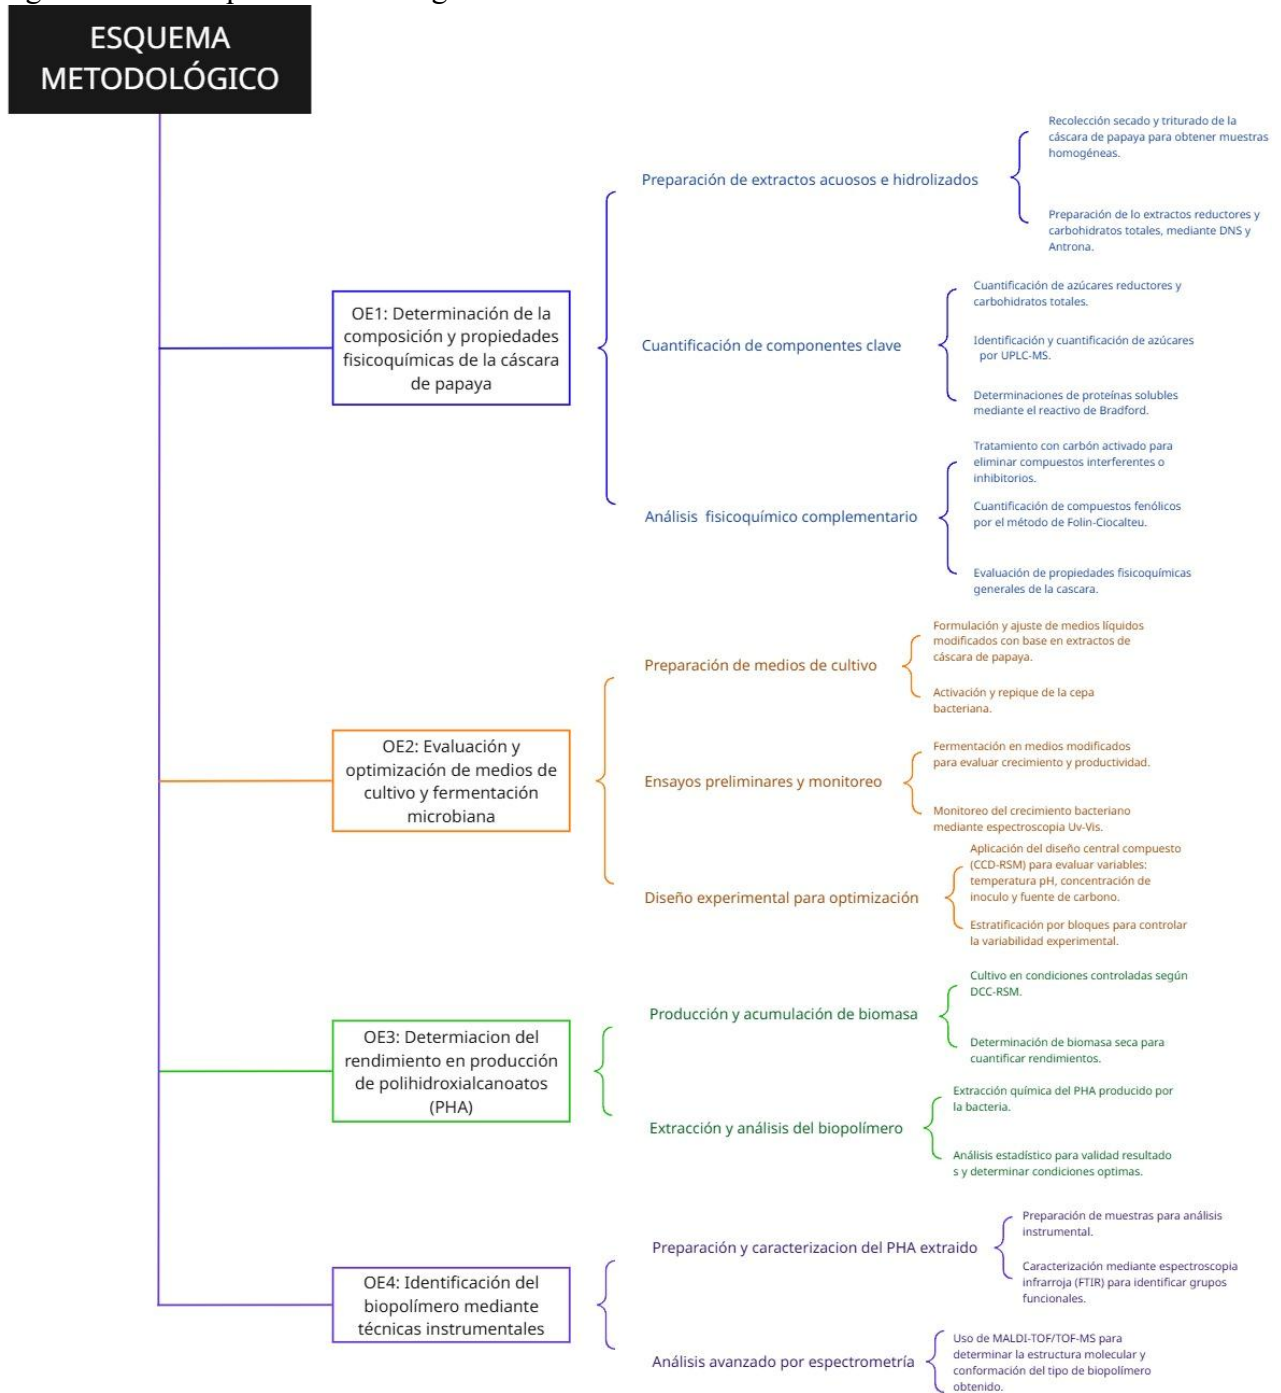 ESQUEMA
METODOLÓGICO
OE1: Determinación de la
composición y propiedades
fisicoquímicas de la cáscara
de papaya
Preparación de extractos acuosos e hidrolizados
Recolección secado y triturado de la
cáscara de papaya para obtener muestras
homogéneas.
Preparación de lo extractos reductores y
carbohidratos totales, mediante DNS y
Antrona.
Cuantificación de componentes clave
Cuantificación de azúcares reductores y
carbohidratos totales.
Identificación y cuantificación de azúcares
por UPLC-MS.
Determinaciones de proteínas solubles
mediante el reactivo de Bradford.
Análisis fisicoquímico complementario
Tratamiento con carbón activado para
eliminar compuestos interferentes o
inhibitorios.
Cuantificación de compuestos fenólicos
por el método de Folin-Ciocalteu.
Evaluación de propiedades fisicoquímicas
generales de la cascara.
OE2: Evaluación y
optimización de medios de
cultivo y fermentación
microbiana
Preparación de medios de cultivo
Formulación y ajuste de medios líquidos
modificados con base en extractos de
cáscara de papaya.
Activación y repique de la cepa
bacteriana.
Ensayos preliminares y monitoreo
Fermentación en medios modificados
para evaluar crecimiento y productividad.
Monitoreo del crecimiento bacteriano
mediante espectroscopia Uv-Vis.
Diseño experimental para optimización
Aplicación del diseño central compuesto
(CCD-RSM) para evaluar variables:
temperatura pH, concentración de
inoculo y fuente de carbono.
Estratificación por bloques para controlar
la variabilidad experimental.
OE3: Determiacion del
rendimiento en producción
de polihidroxialcanoatos
(PHA)
Producción y acumulación de biomasa
Cultivo en condiciones controladas según
DCC-RSM.
Determinación de biomasa seca para
cuantificar rendimientos.
Extracción y análisis del biopolímero
Extracción química del PHA producido por
la bacteria.
Análisis estadístico para validad resultado
s y determinar condiciones optimas.
OE4: Identificación del
biopolímero mediante
técnicas instrumentales
Preparación y caracterizacion del PHA extraido
Preparación de muestras para análisis
instrumental.
Caracterización mediante espectroscopia
infrarroja (FTIR) para identificar grupos
funcionales.
Análisis avanzado por espectrometría
Uso de MALDI-TOF/TOF-MS para
determinar la estructura molecular y
conformación del tipo de biopolímero
obtenido.